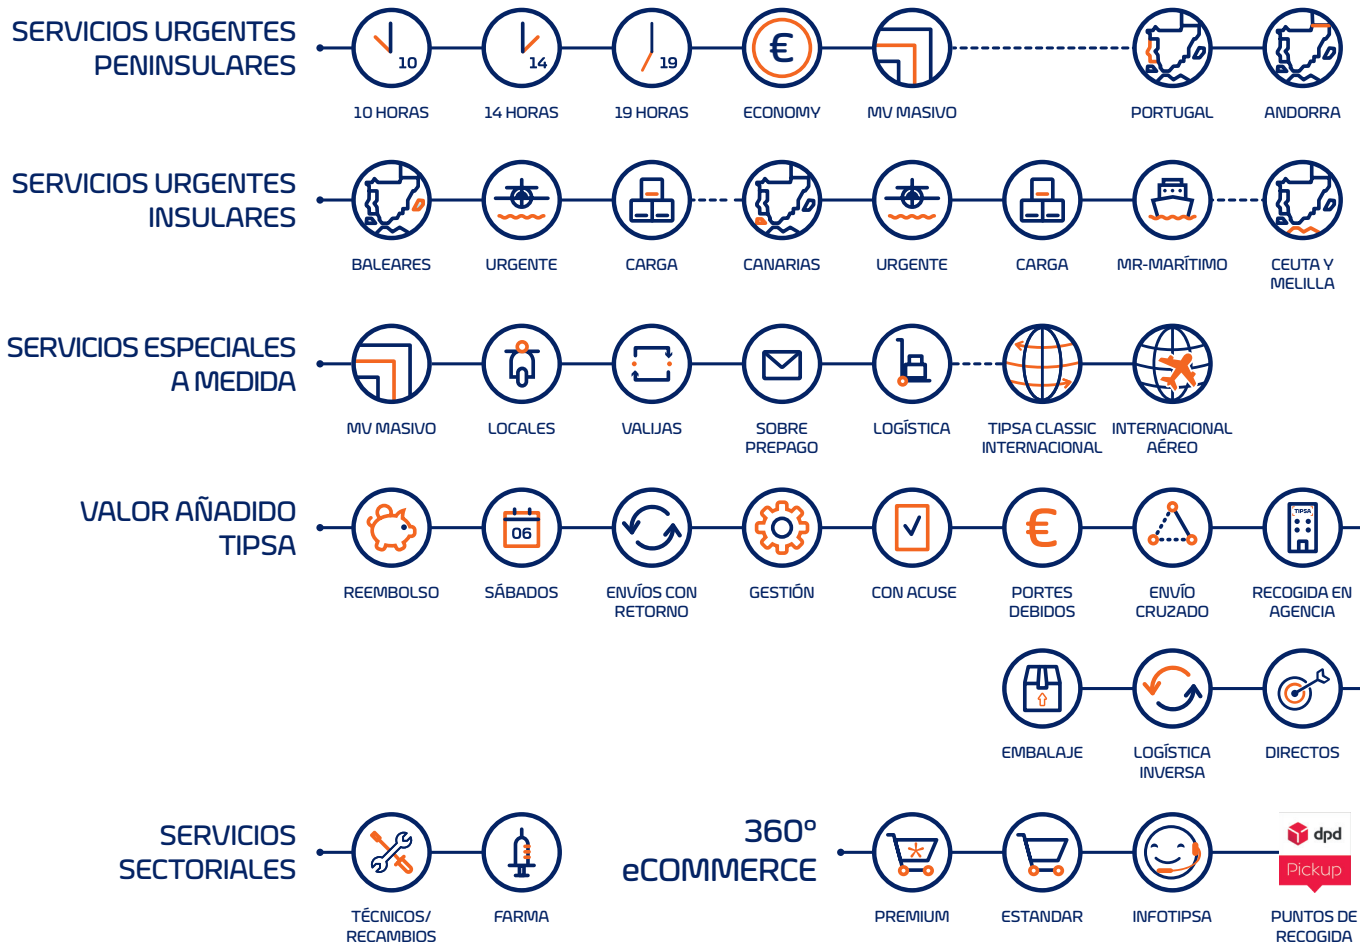 SERVICIOS URGENTES
PENINSULARES
10
14
19
€
10 HORAS
14 HORAS
19 HORAS
ECONOMY
MV MASIVO
PORTUGAL
ANDORRA
SERVICIOS URGENTES
INSULARES
BALEARES
URGENTE
CARGA
CANARIAS
URGENTE
CARGA
MR-MARÍTIMO
CEUTA Y
MELILLA
SERVICIOS ESPECIALES
A MEDIDA
MV MASIVO
LOCALES
VALIJAS
SOBRE
PREPAGO
LOGÍSTICA
TIPSA CLASSIC
INTERNACIONAL
INTERNACIONAL
AÉREO
VALOR AÑADIDO
TIPSA
06
€
TIPSA
REEMBOLSO
SÁBADOS
ENVÍOS CON
RETORNO
GESTIÓN
CON ACUSE
PORTES
DEBIDOS
ENVÍO
CRUZADO
RECOGIDA EN
AGENCIA
EMBALAJE
LOGÍSTICA
INVERSA
DIRECTOS
SERVICIOS
SECTORIALES
TÉCNICOS/
RECAMBIOS
FARMA
360º
eCOMMERCE
dpd
Pickup
PREMIUM
ESTANDAR
INFOTIPSA
PUNTOS DE
RECOGIDA